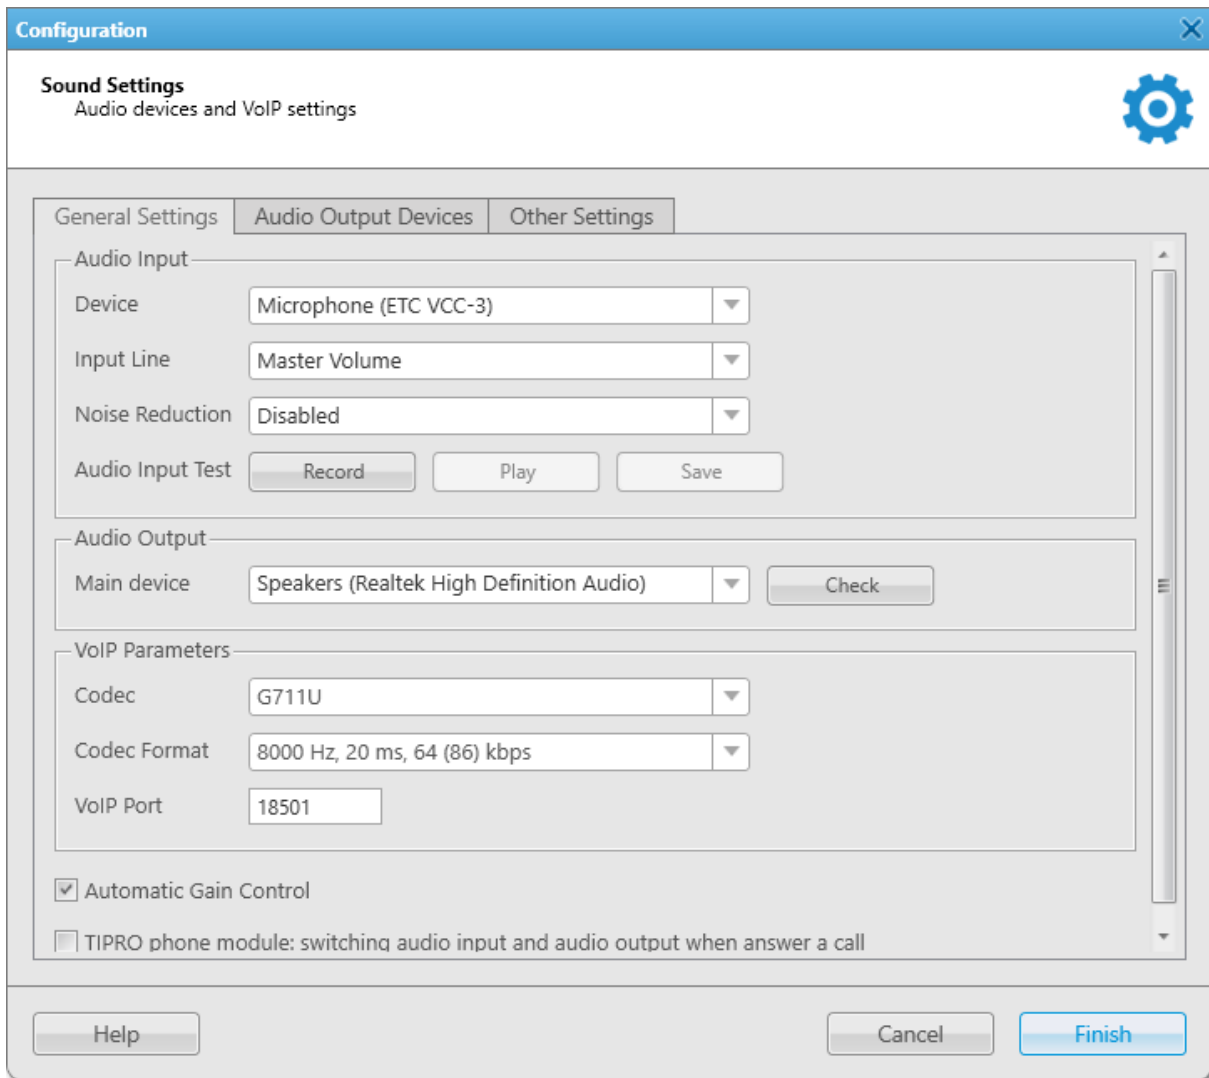 Configuration
Sound Settings
Audio devices and VoIP settings
General Settings Audio Output Devices Other Settings
Audio Input
Device Microphone (ETC VCC-3)
Input Line Master Volume
Noise Reduction Disabled
Audio Input Test Record Play Save
Audio Output
Main device Speakers (Realtek High Definition Audio) Check
VoIP Parameters
Codec G711U
Codec Format 8000 Hz, 20 ms, 64 (86) kbps
VoIP Port 18501
Automatic Gain Control
TIPRO phone module: switching audio input and audio output when answer a call
Help Cancel Finish